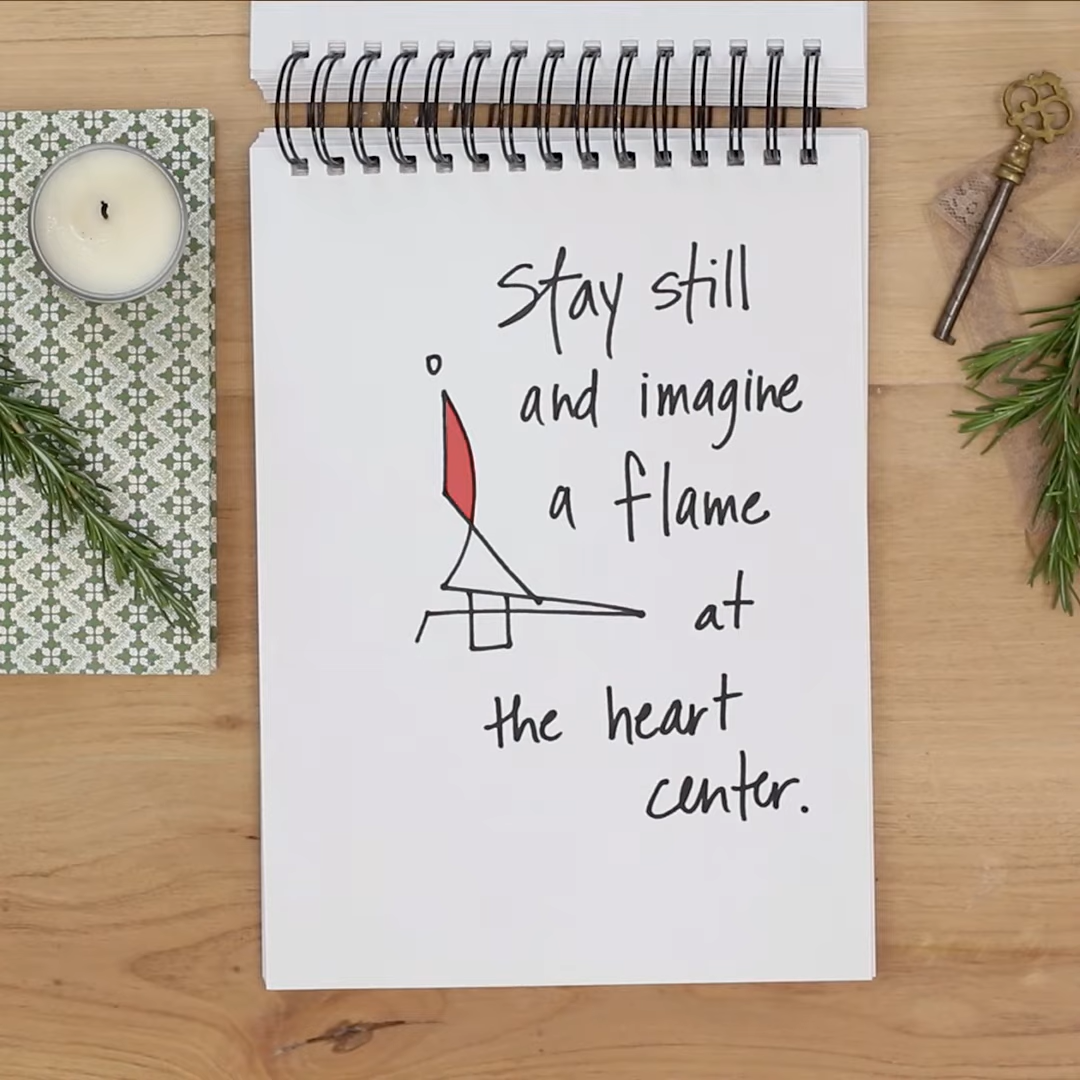 Stay still
and imagine
a flame
at
the heart
center.